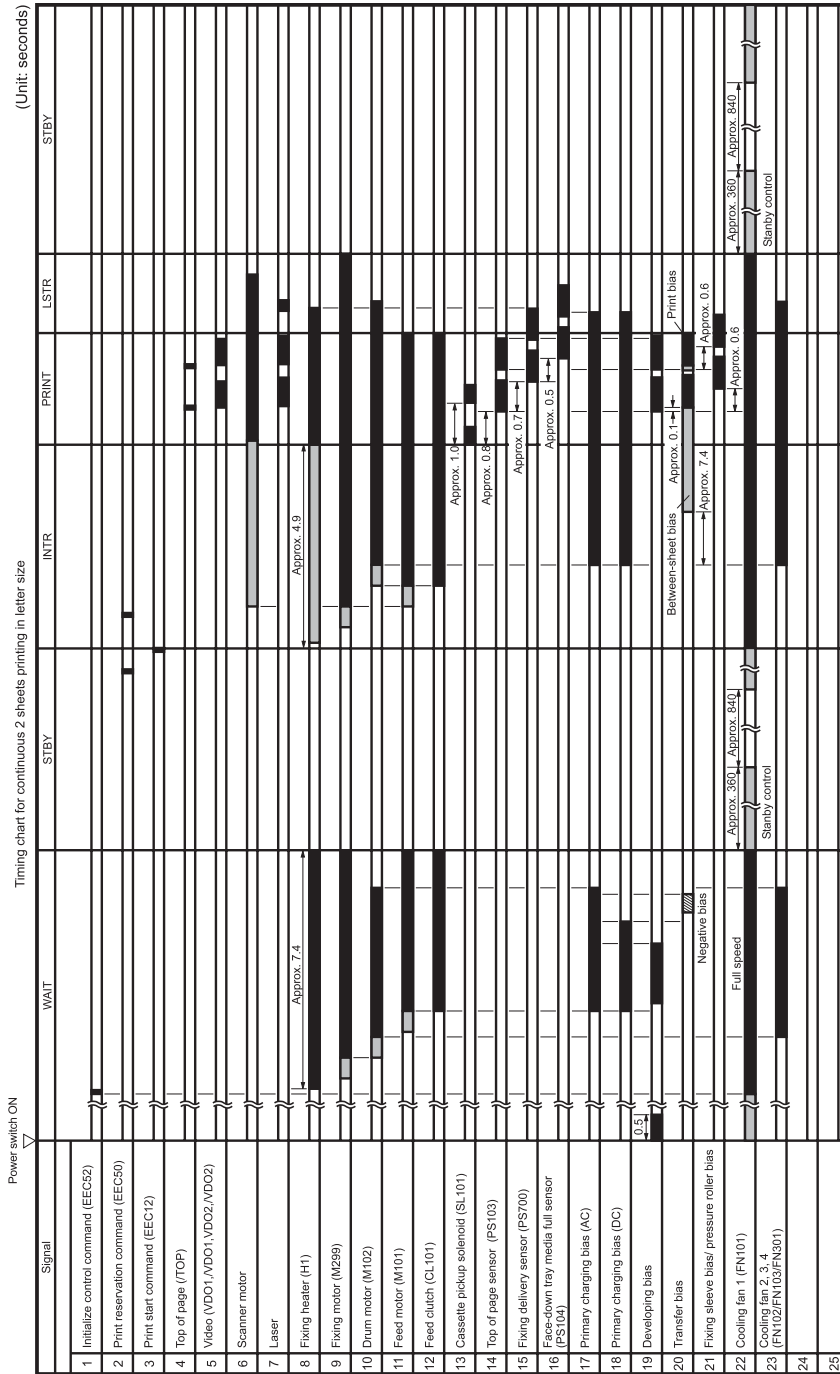 Timing chart for continuous 2 sheets printing in letter size
(Unit: seconds)
Power switch ON
Signal
WAIT
STBY
INTR
PRINT
LSTR
STBY
1 Initialize control command (EEC52)
2 Print reservation command (EEC50)
3 Print start command (EEC12)
4 Top of page (/TOP)
5 Video (VDO1,/VDO1,VDO2,/VDO2)
6 Scanner motor
7 Laser
8 Fixing heater (H1)
Approx. 7.4
Approx. 4.9
9 Fixing motor (M299)
10 Drum motor (M102)
11 Feed motor (M101)
12 Feed clutch (CL101)
13 Cassette pickup solenoid (SL101)
Approx. 1.0
14 Top of page sensor (PS103)
Approx. 0.8
15 Fixing delivery sensor (PS700)
Approx. 0.7
16 Face-down tray media full sensor
(PS104)
Approx. 0.5
17 Primary charging bias (AC)
18 Primary charging bias (DC)
19 Developing bias
0.5
20 Transfer bias
Between-sheet bias
Approx. 0.1
Print bias
21 Fixing sleeve bias/ pressure roller bias
Negative bias
Approx. 7.4
Approx. 0.6
Approx. 0.6
22 Cooling fan 1 (FN101)
Full speed
Approx. 360
Approx. 840
Approx. 360
Approx. 840
23 Cooling fan 2, 3, 4
(FN102/FN103/FN301)
Stanby control
Stanby control
24
25